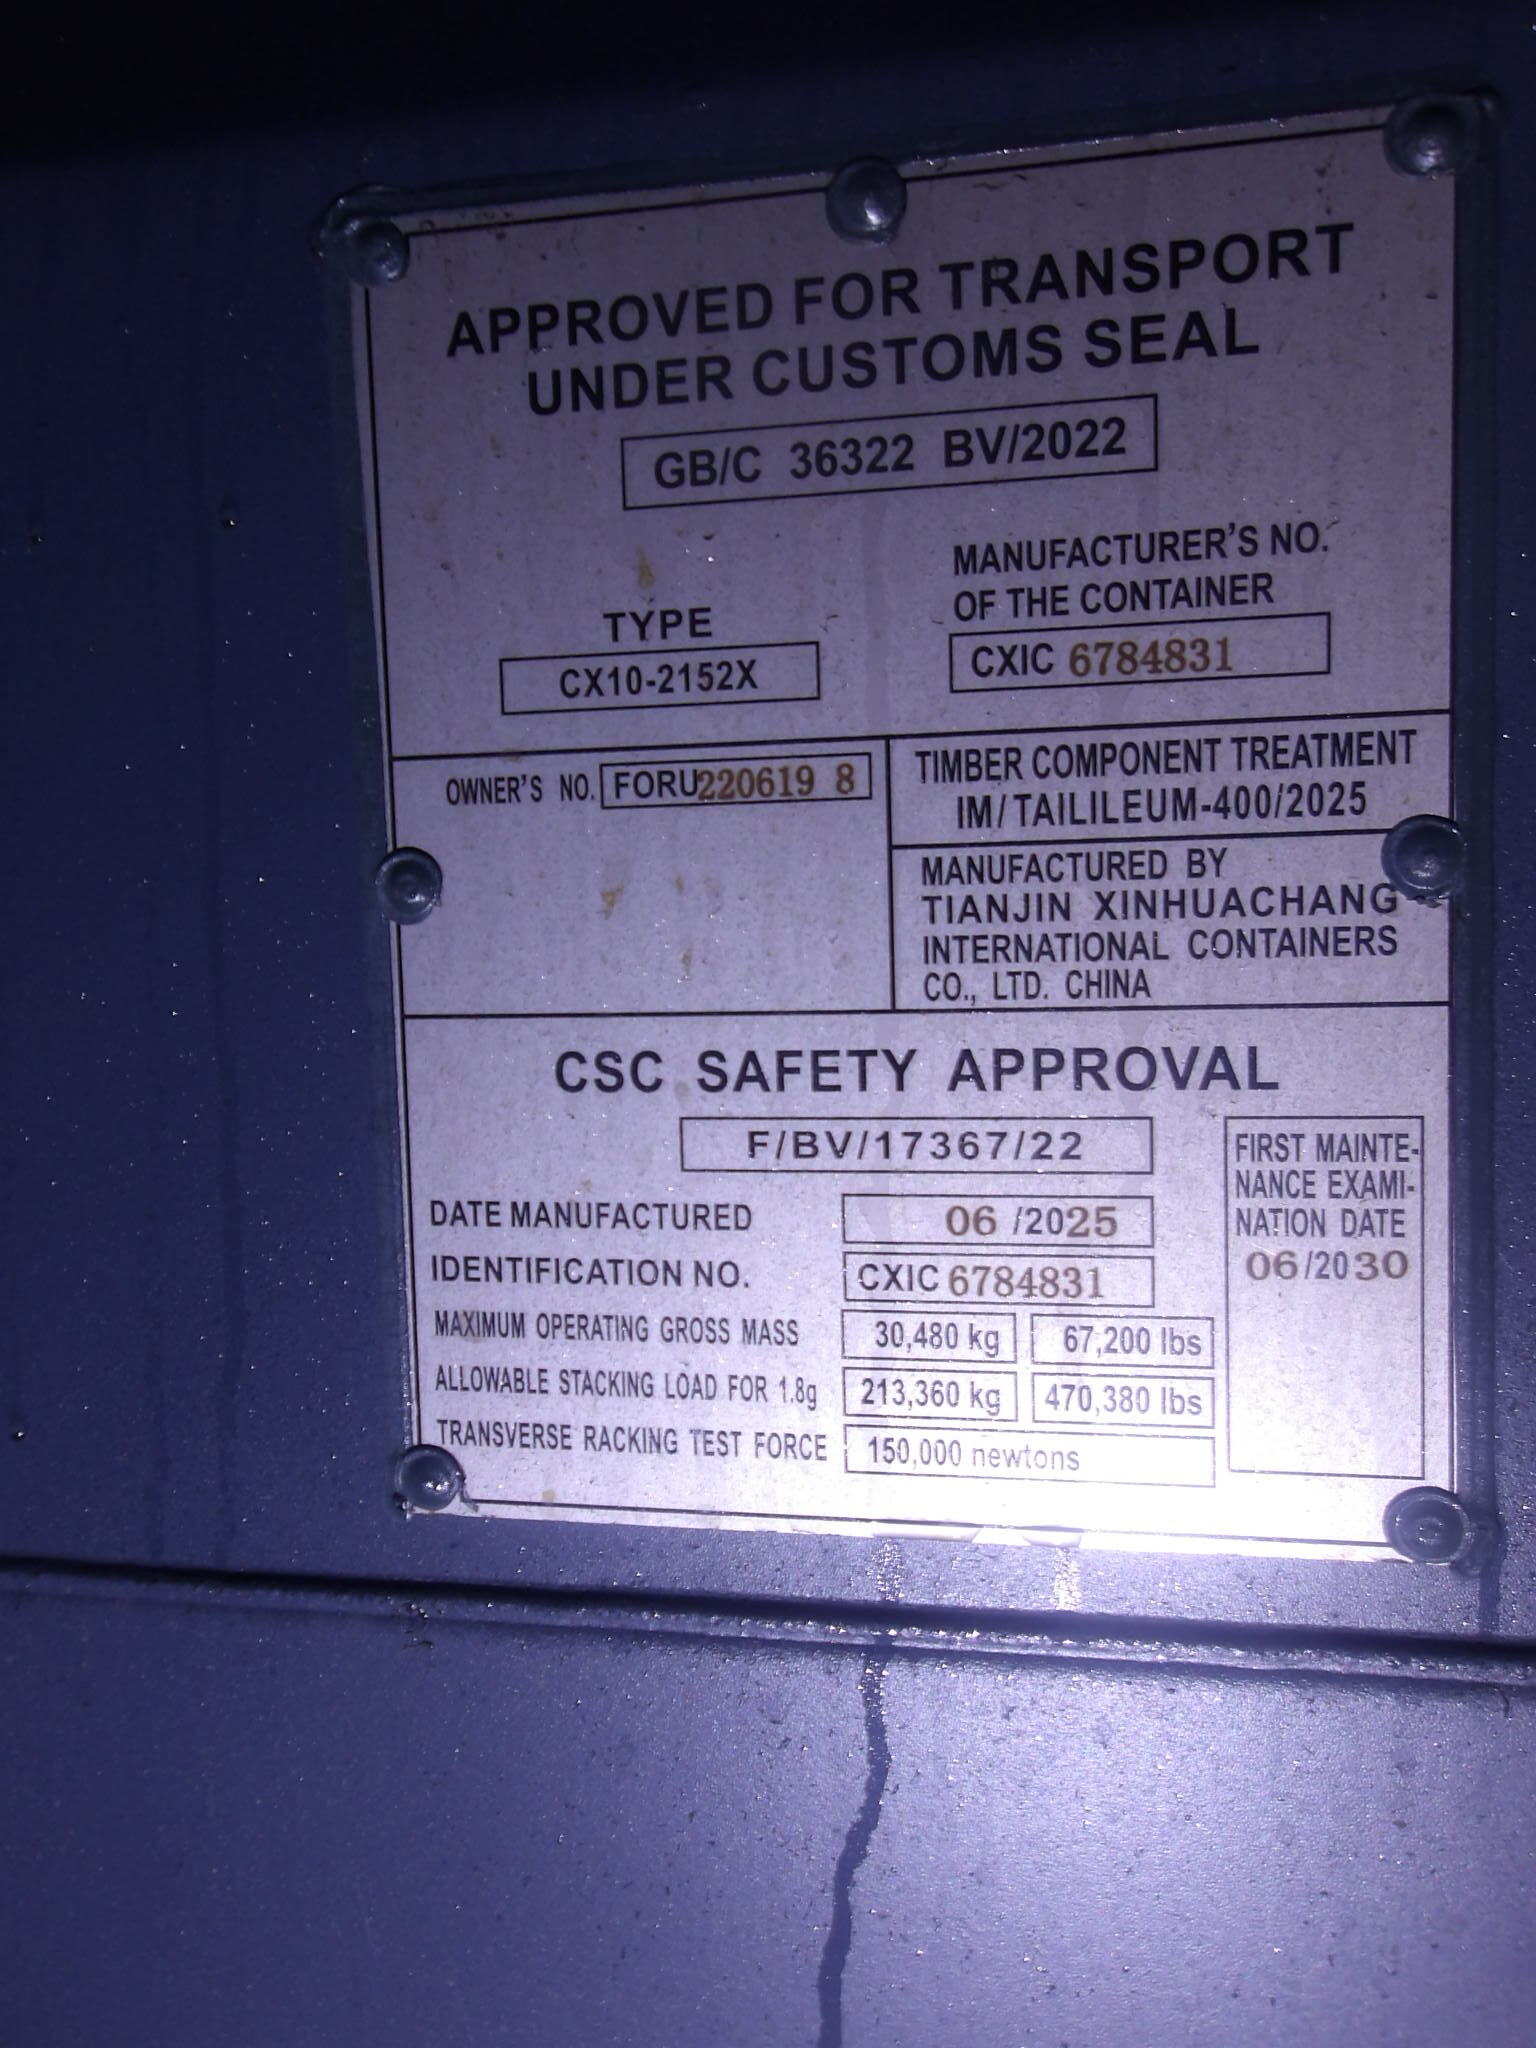 APPROVED FOR TRANSPORT
UNDER CUSTOMS SEAL
GB/C 36322 BV/2022
TYPE
CX10-2152X
MANUFACTURER'S NO.
OF THE CONTAINER
CXIC 6784831
OWNER'S NO. FORU220619 8
TIMBER COMPONENT TREATMENT
IM/TAILILEUM-400/2025
MANUFACTURED BY
TIANJIN XINHUACHANG
INTERNATIONAL CONTAINERS
CO., LTD. CHINA
CSC SAFETY APPROVAL
F/BV/17367/22
DATE MANUFACTURED 06 /2025
IDENTIFICATION NO. CXIC 6784831
MAXIMUM OPERATING GROSS MASS 30,480 kg 67,200 lbs
ALLOWABLE STACKING LOAD FOR 1.8g 213,360 kg 470,380 lbs
TRANSVERSE RACKING TEST FORCE 150,000 newtons
FIRST MAINTE-
NANCE EXAMI-
NATION DATE
06/2030